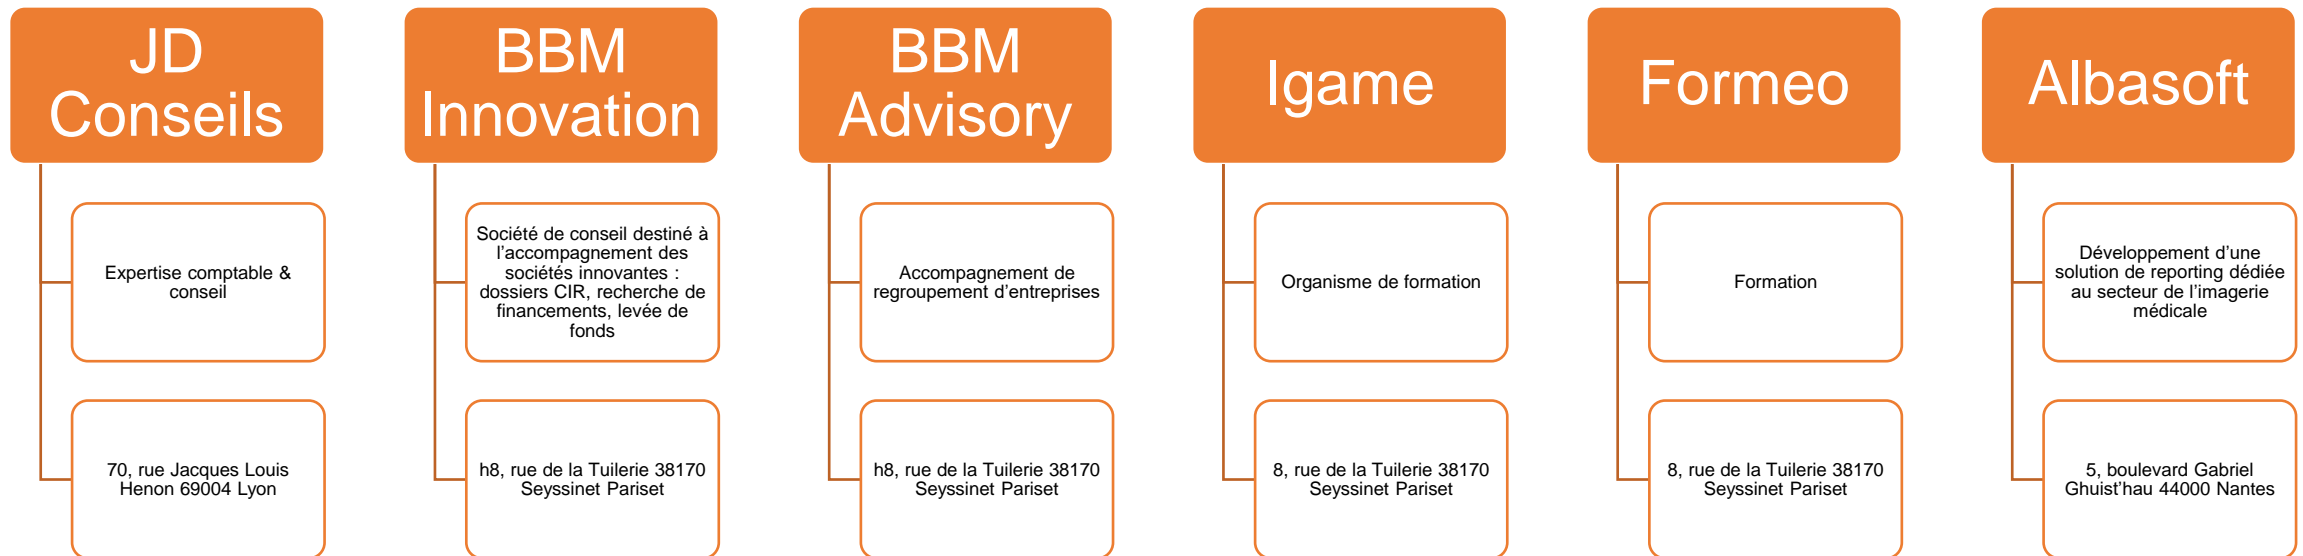 JD
Conseils
Expertise comptable &
conseil
70, rue Jacques Louis
Henon 69004 Lyon
BBM
Innovation
Société de conseil destiné à
l’accompagnement des
sociétés innovantes :
dossiers CIR, recherche de
financements, levée de
fonds
h8, rue de la Tuilerie 38170
Seyssinet Pariset
BBM
Advisory
Accompagnement de
regroupement d’entreprises
h8, rue de la Tuilerie 38170
Seyssinet Pariset
Igame
Organisme de formation
8, rue de la Tuilerie 38170
Seyssinet Pariset
Formeo
Formation
8, rue de la Tuilerie 38170
Seyssinet Pariset
Albasoft
Développement d’une
solution de reporting dédiée
au secteur de l’imagerie
médicale
5, boulevard Gabriel
Ghuist’hau 44000 Nantes